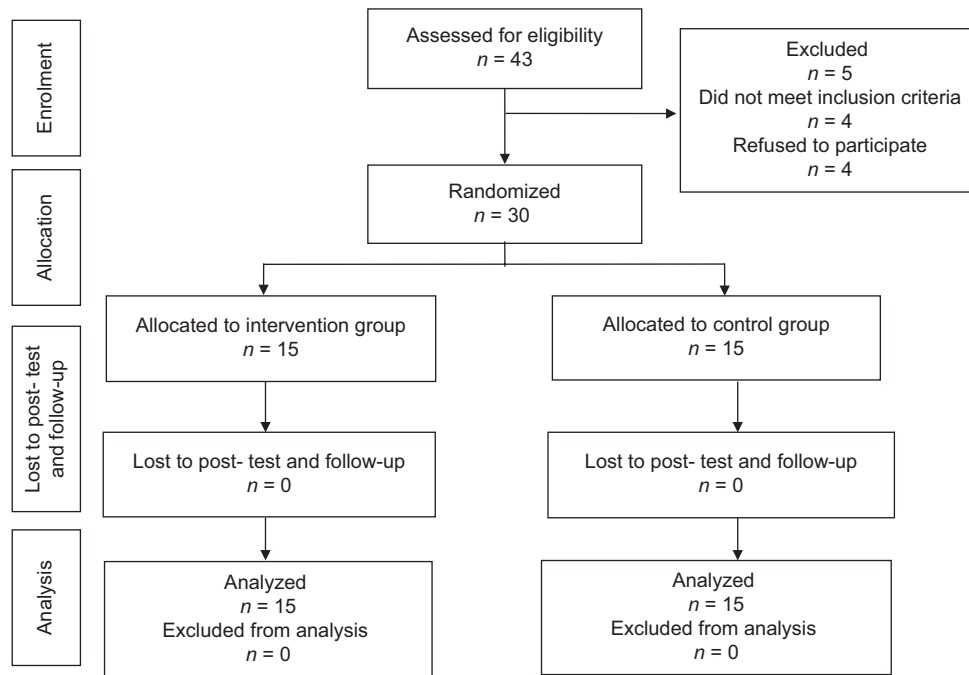 Enrolment
Assessed for eligibility
n = 43
Excluded
n = 5
Did not meet inclusion criteria
n = 4
Refused to participate
n = 4
Allocation
Randomized
n = 30
Allocated to intervention group
n = 15
Allocated to control group
n = 15
Lost to post- test
and follow-up
Lost to post- test and follow-up
n = 0
Lost to post- test and follow-up
n = 0
Analysis
Analyzed
n = 15
Excluded from analysis
n = 0
Analyzed
n = 15
Excluded from analysis
n = 0